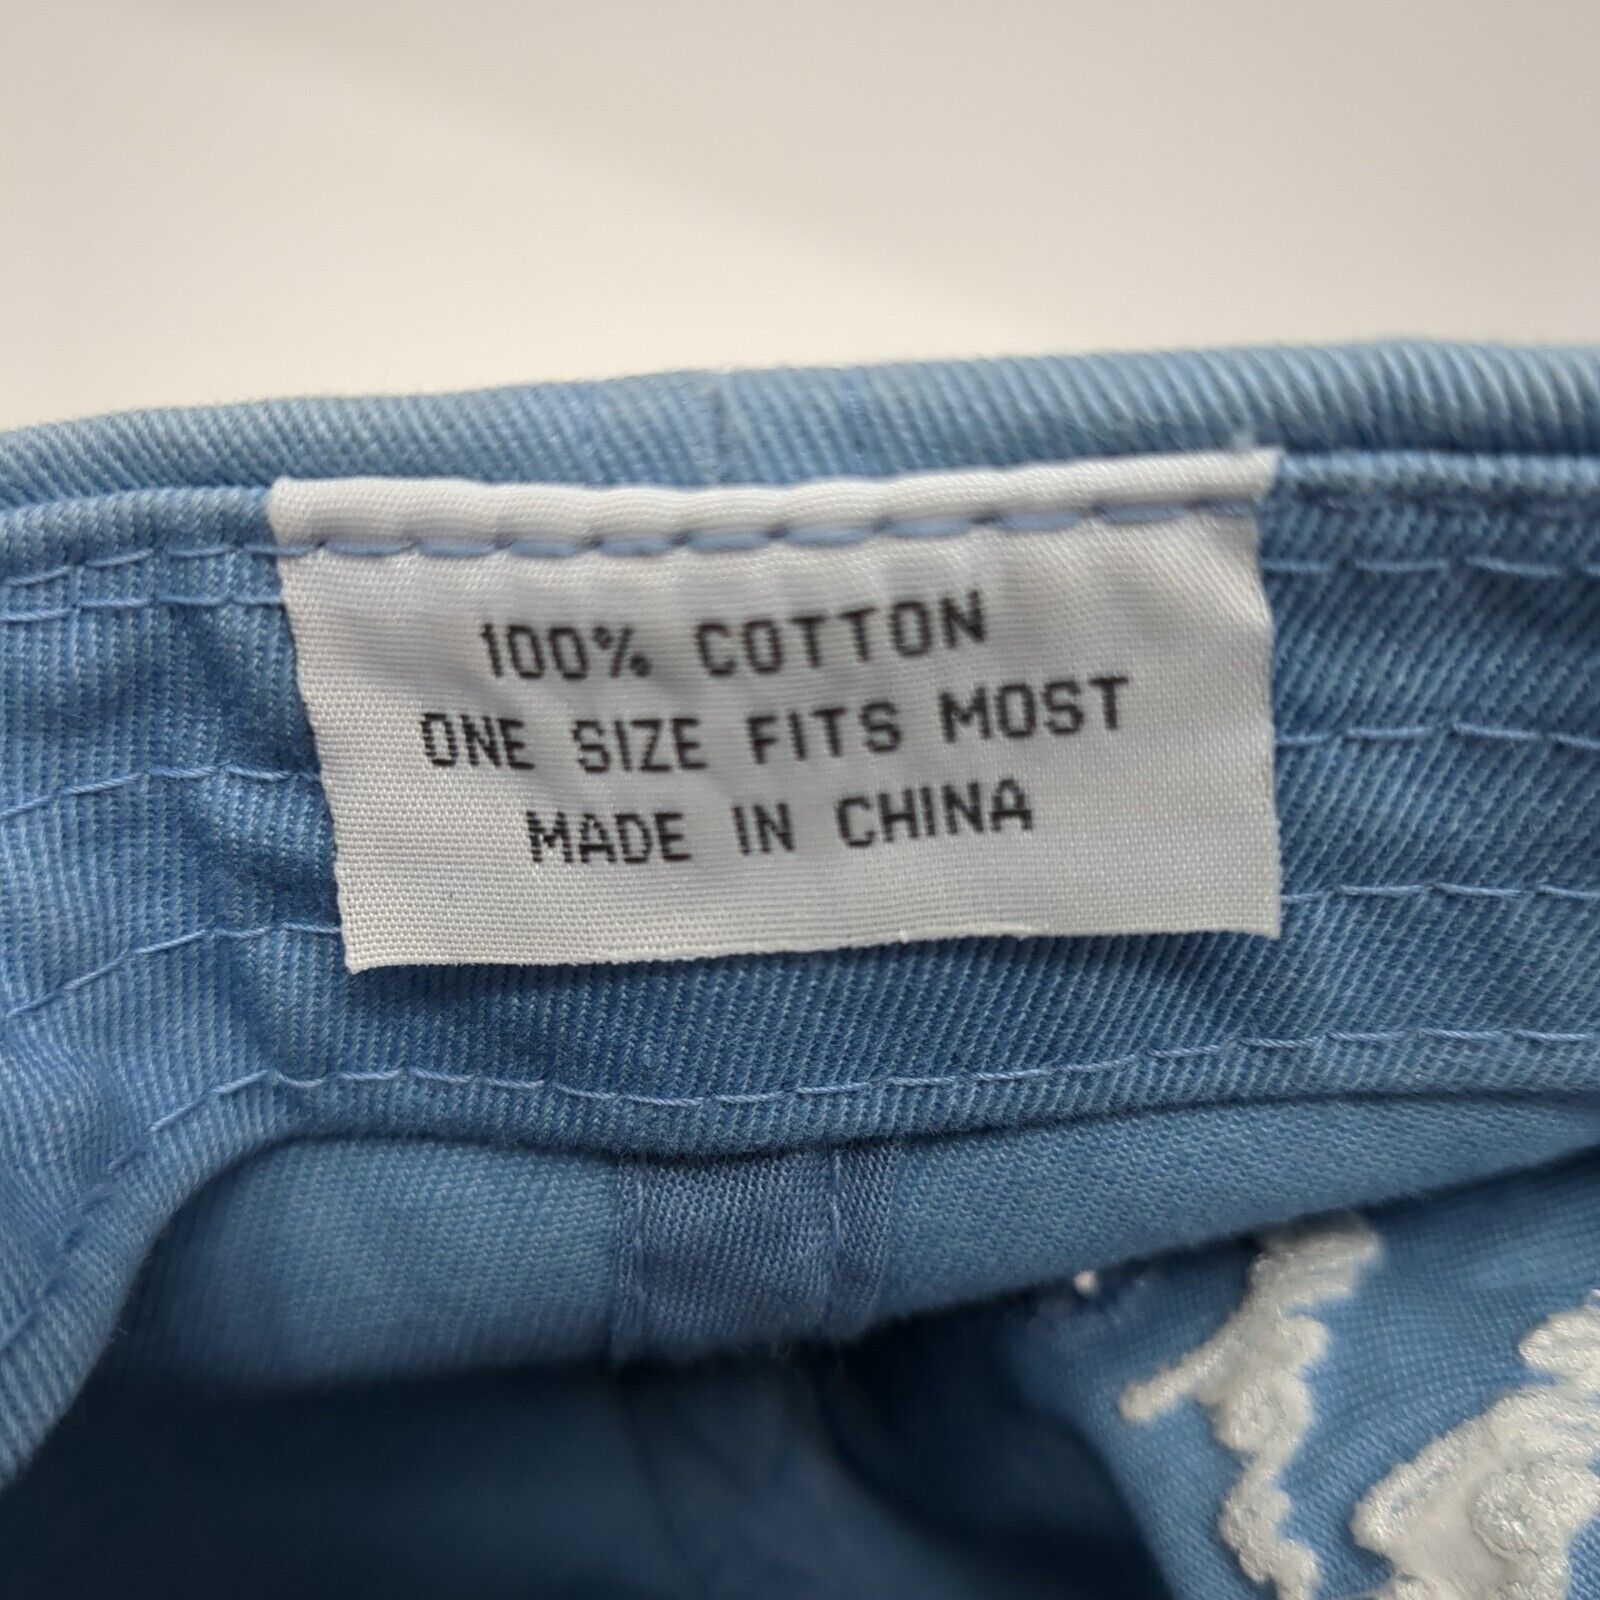 100% COTTON
ONE SIZE FITS MOST
MADE IN CHINA